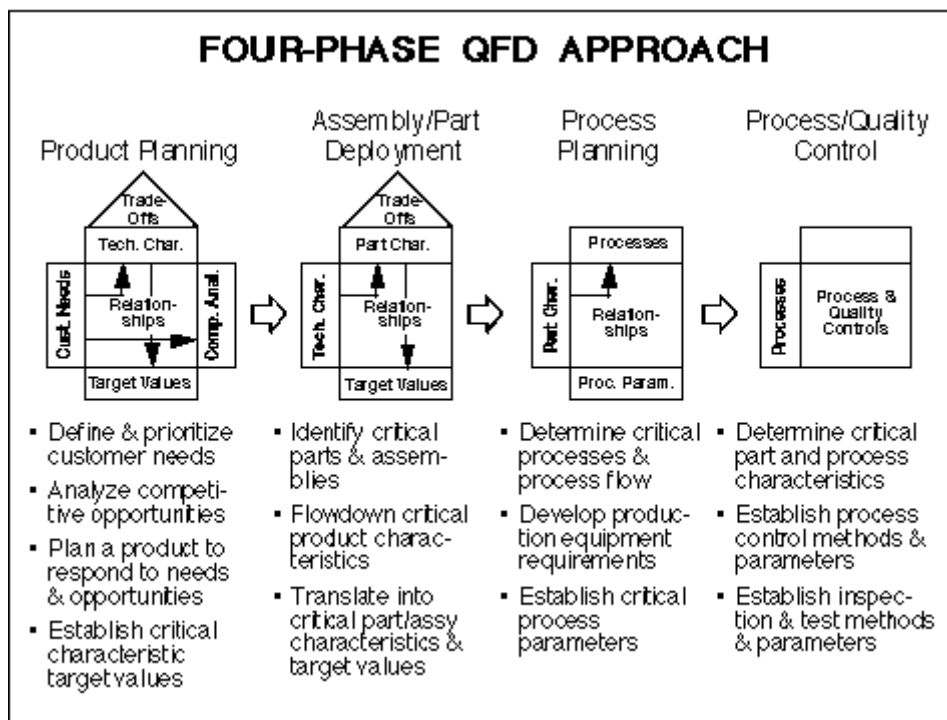 FOUR-PHASE QFD APPROACH
Product Planning
Assembly/Part
Deployment
Process
Planning
Process/Quality
Control
Trade-
Offs
Tech. Char.
Cust. Needs
Relation-
ships
Comp. Anal.
Target Values
Trade-
Offs
Part Char.
Tech. Char.
Relation-
ships
Target Values
Processes
Part Char.
Relation-
ships
Proc. Param.
Processes
Process &
Quality
Controls
▪ Define & prioritize
customer needs
▪ Analyze competi-
tive opportunities
▪ Plan a product to
respond to needs
& opportunities
▪ Establish critical
characteristic
target values
▪ Identify critical
parts & assem-
blies
▪ Flowdown critical
product charac-
teristics
▪ Translate into
critical part/assy
characteristics &
target values
▪ Determine critical
processes &
process flow
▪ Develop produc-
tion equipment
requirements
▪ Establish critical
process
parameters
▪ Determine critical
part and process
characteristics
▪ Establish process
control methods &
parameters
▪ Establish inspec-
tion & test methods
& parameters